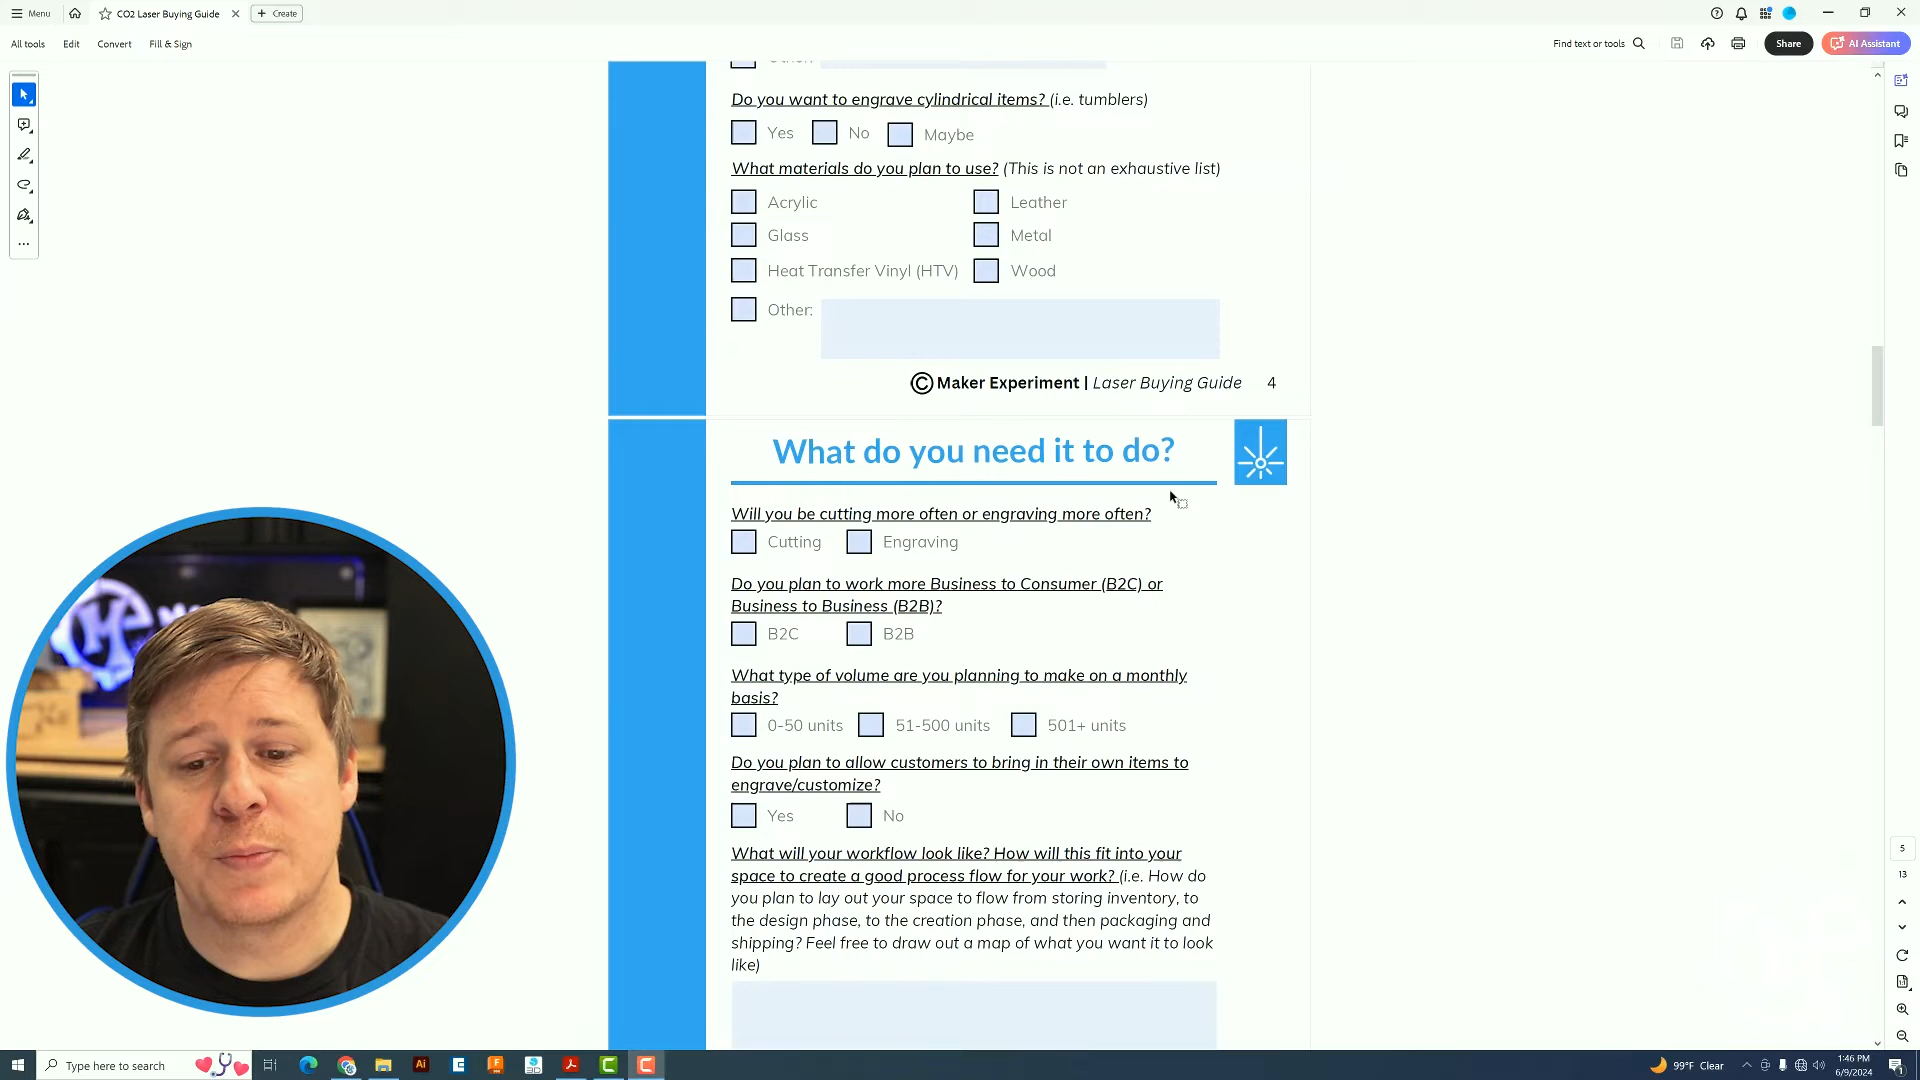 Menu
CO2 Laser Buying Guide
Create
All tools
Edit
Convert
Fill & Sign
Find text or tools
Share
AI Assistant
Other:
Do you want to engrave cylindrical items? (i.e. tumblers)
Yes No Maybe
What materials do you plan to use? (This is not an exhaustive list)
Acrylic Leather
Glass Metal
Heat Transfer Vinyl (HTV) Wood
Other:
© Maker Experiment | Laser Buying Guide 4
What do you need it to do?
Will you be cutting more often or engraving more often?
Cutting Engraving
Do you plan to work more Business to Consumer (B2C) or
Business to Business (B2B)?
B2C B2B
What type of volume are you planning to make on a monthly
basis?
0-50 units 51-500 units 501+ units
Do you plan to allow customers to bring in their own items to
engrave/customize?
Yes No
What will your workflow look like? How will this fit into your
space to create a good process flow for your work? (i.e. How do
you plan to lay out your space to flow from storing inventory, to
the design phase, to the creation phase, and then packaging and
shipping? Feel free to draw out a map of what you want it to look
like)
5
13
Type here to search
Ai
99°F Clear
1:46 PM
6/9/2024